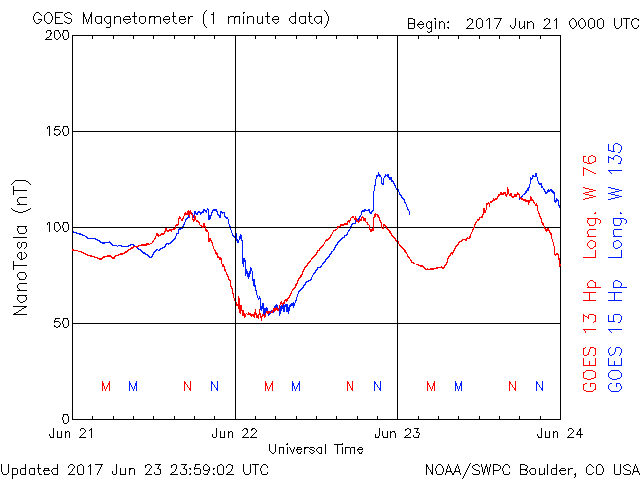 GOES Magnetometer (1 minute data)
Begin: 2017 Jun 21 0000 UTC
200
150
100
50
0
NanoTesla (nT)
M M N N M M N N M M N N
Jun 21 Jun 22 Jun 23 Jun 24
Universal Time
GOES 13 Hp Long. W 76
GOES 15 Hp Long. W 135
Updated 2017 Jun 23 23:59:02 UTC
NOAA/SWPC Boulder, CO USA